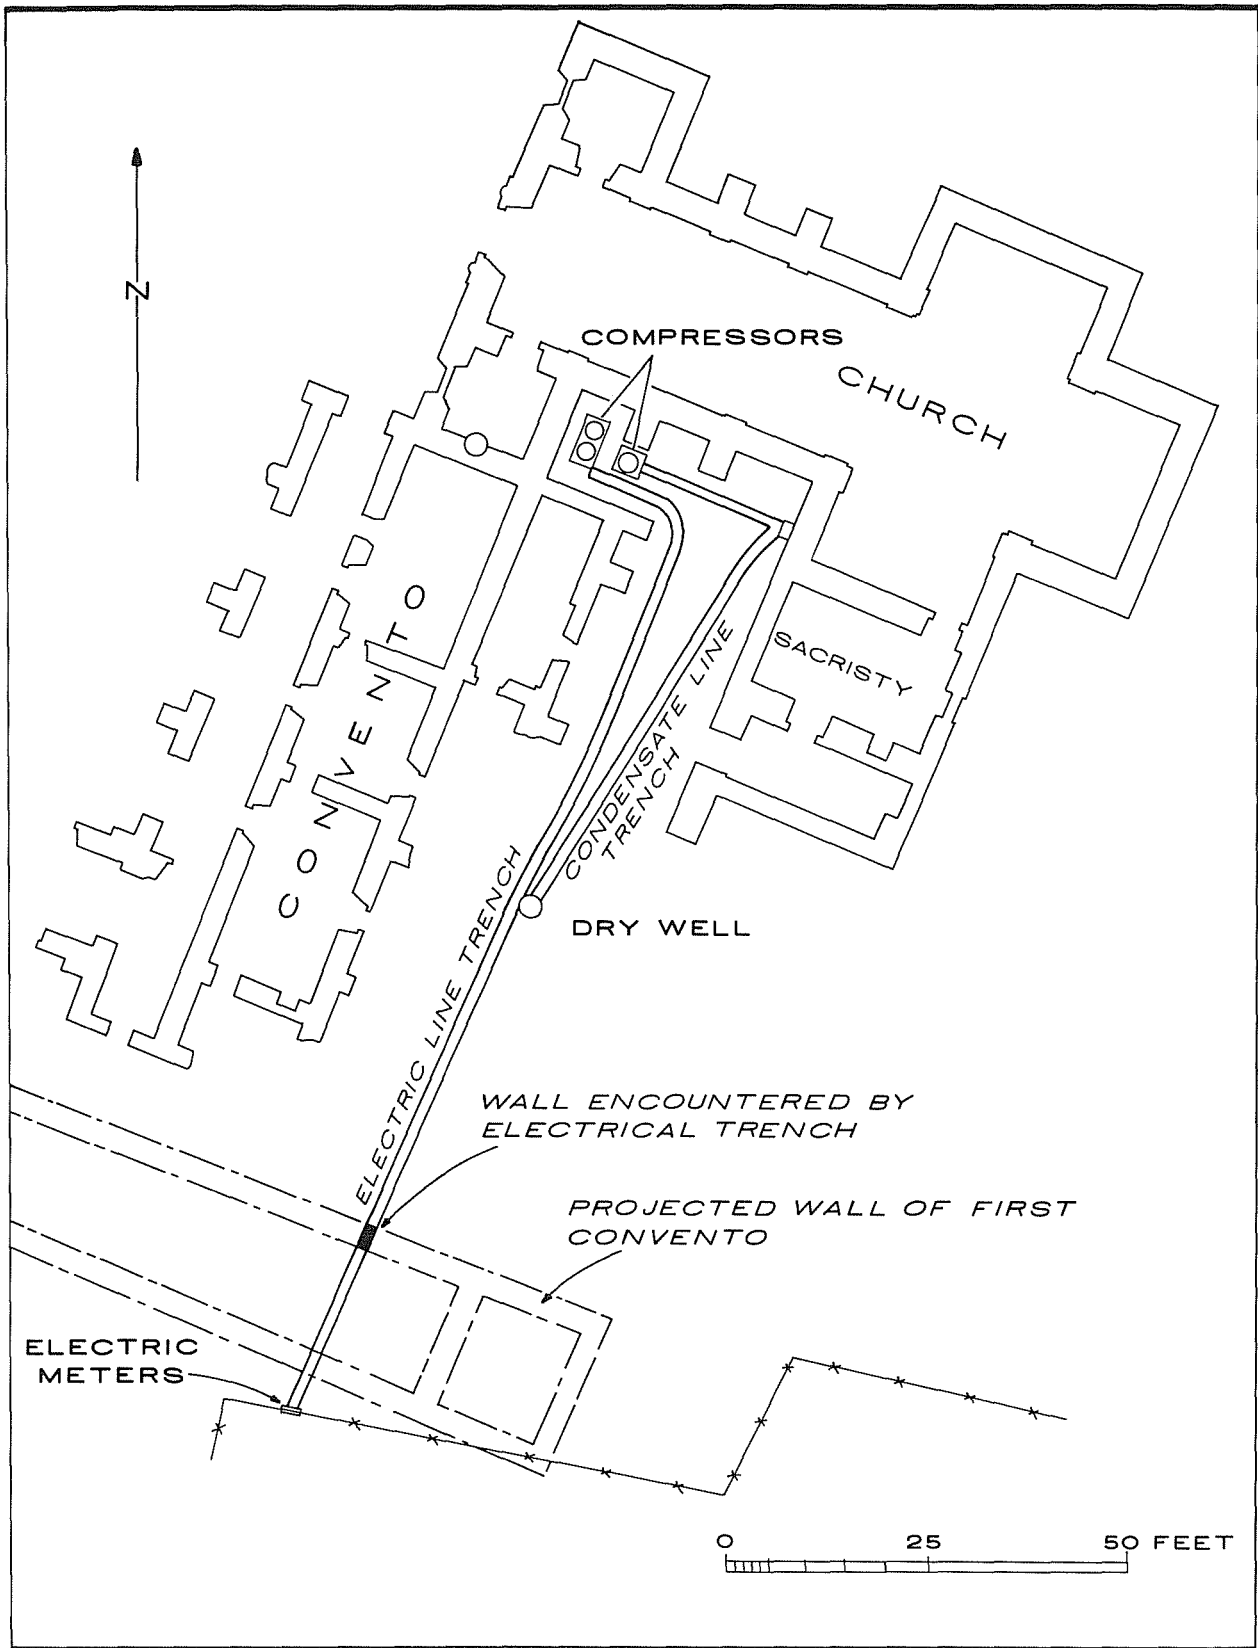 N
COMPRESSORS
CHURCH
CONVENTO
SACRISTY
CONDENSATE LINE
TRENCH
ELECTRIC LINE TRENCH
DRY WELL
WALL ENCOUNTERED BY
ELECTRICAL TRENCH
PROJECTED WALL OF FIRST
CONVENTO
ELECTRIC
METERS
0 25 50 FEET